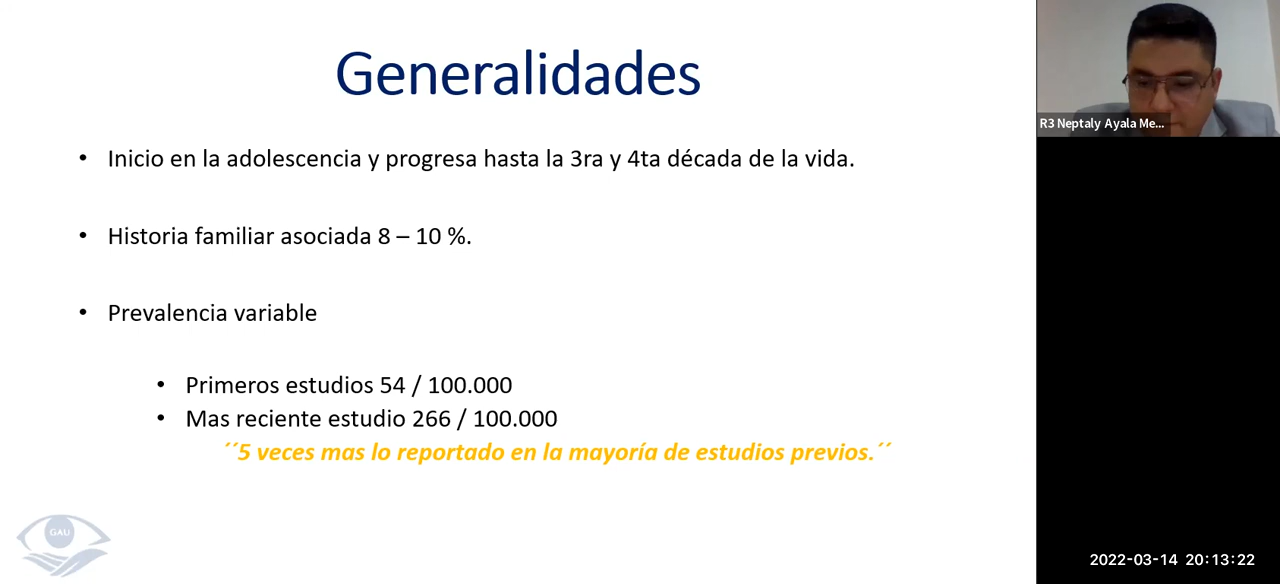 Generalidades
• Inicio en la adolescencia y progresa hasta la 3ra y 4ta década de la vida.
• Historia familiar asociada 8 – 10 %.
• Prevalencia variable
• Primeros estudios 54 / 100.000
• Mas reciente estudio 266 / 100.000
´´5 veces mas lo reportado en la mayoría de estudios previos.´´
GAU
R3 Neptaly Ayala Me...
2022-03-14 20:13:22